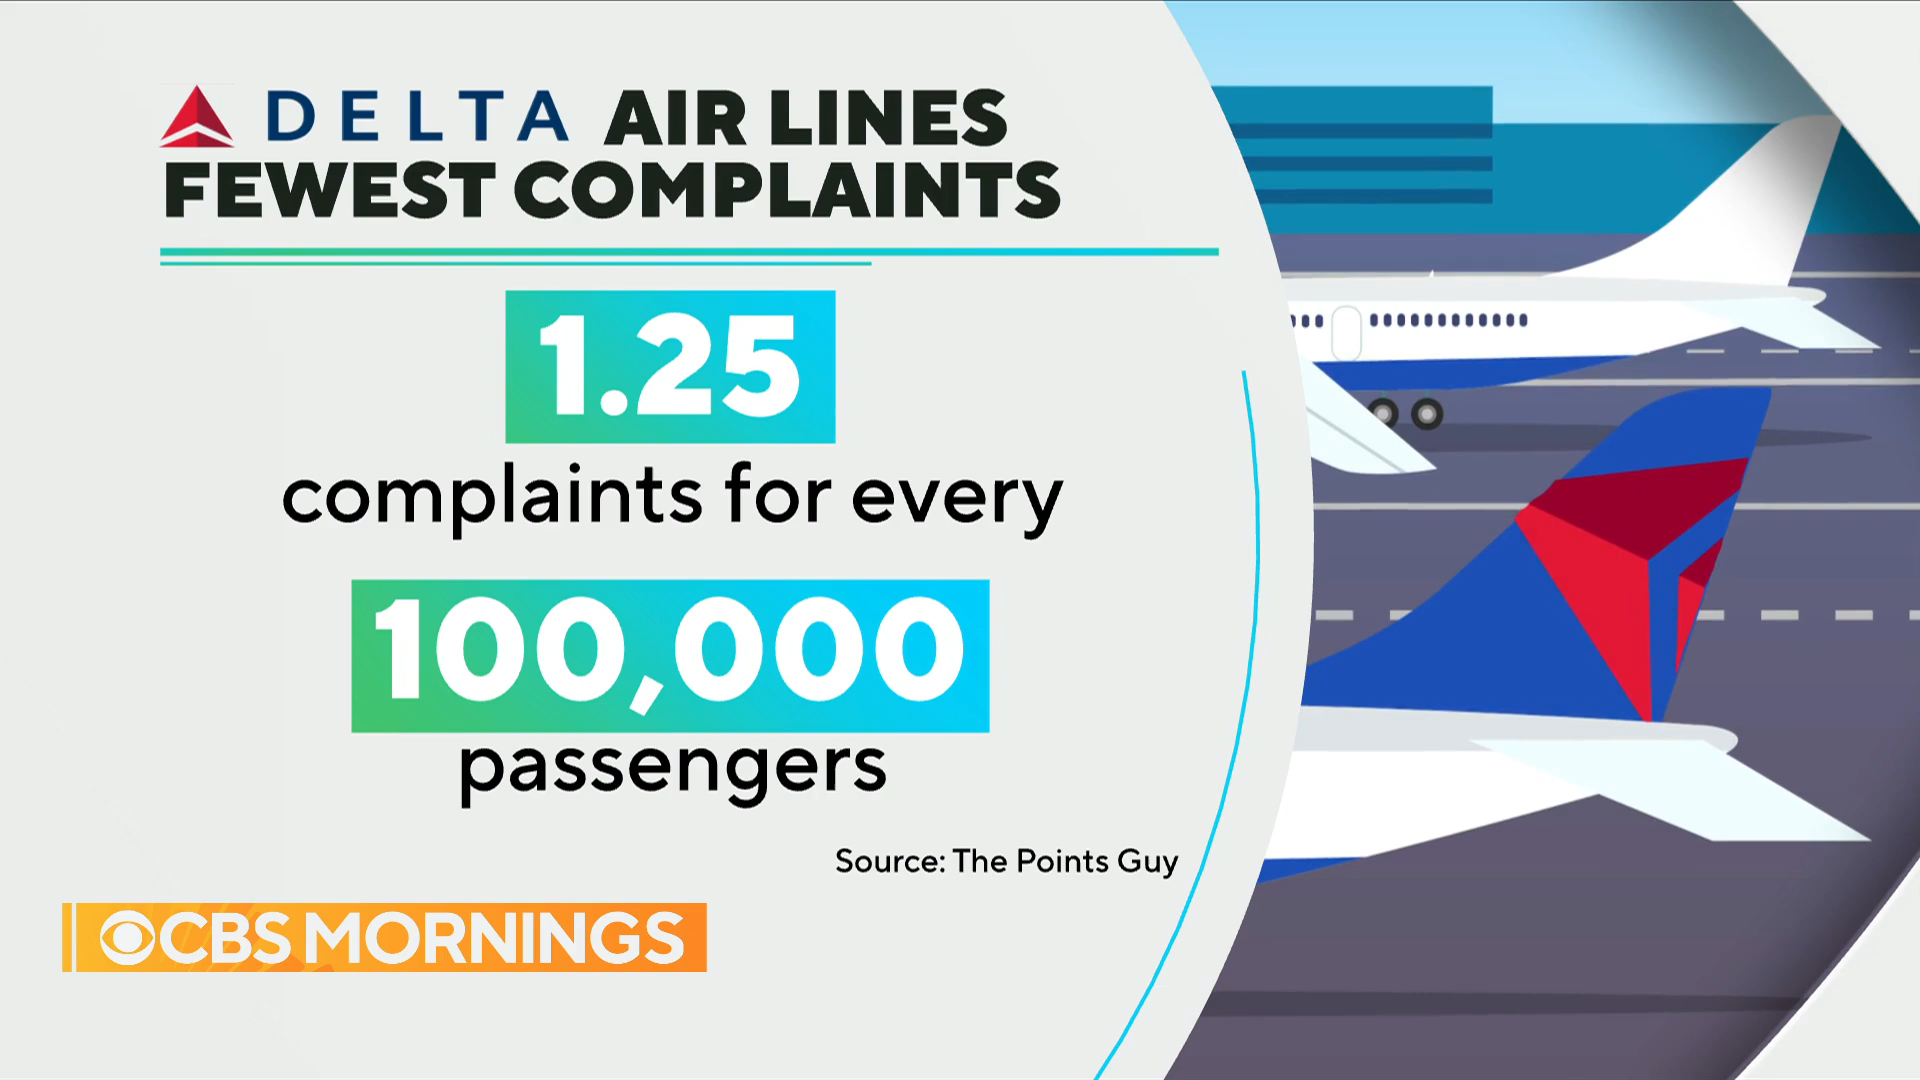 DELTA AIR LINES
FEWEST COMPLAINTS
1.25
complaints for every
100,000
passengers
Source: The Points Guy
CBS MORNINGS